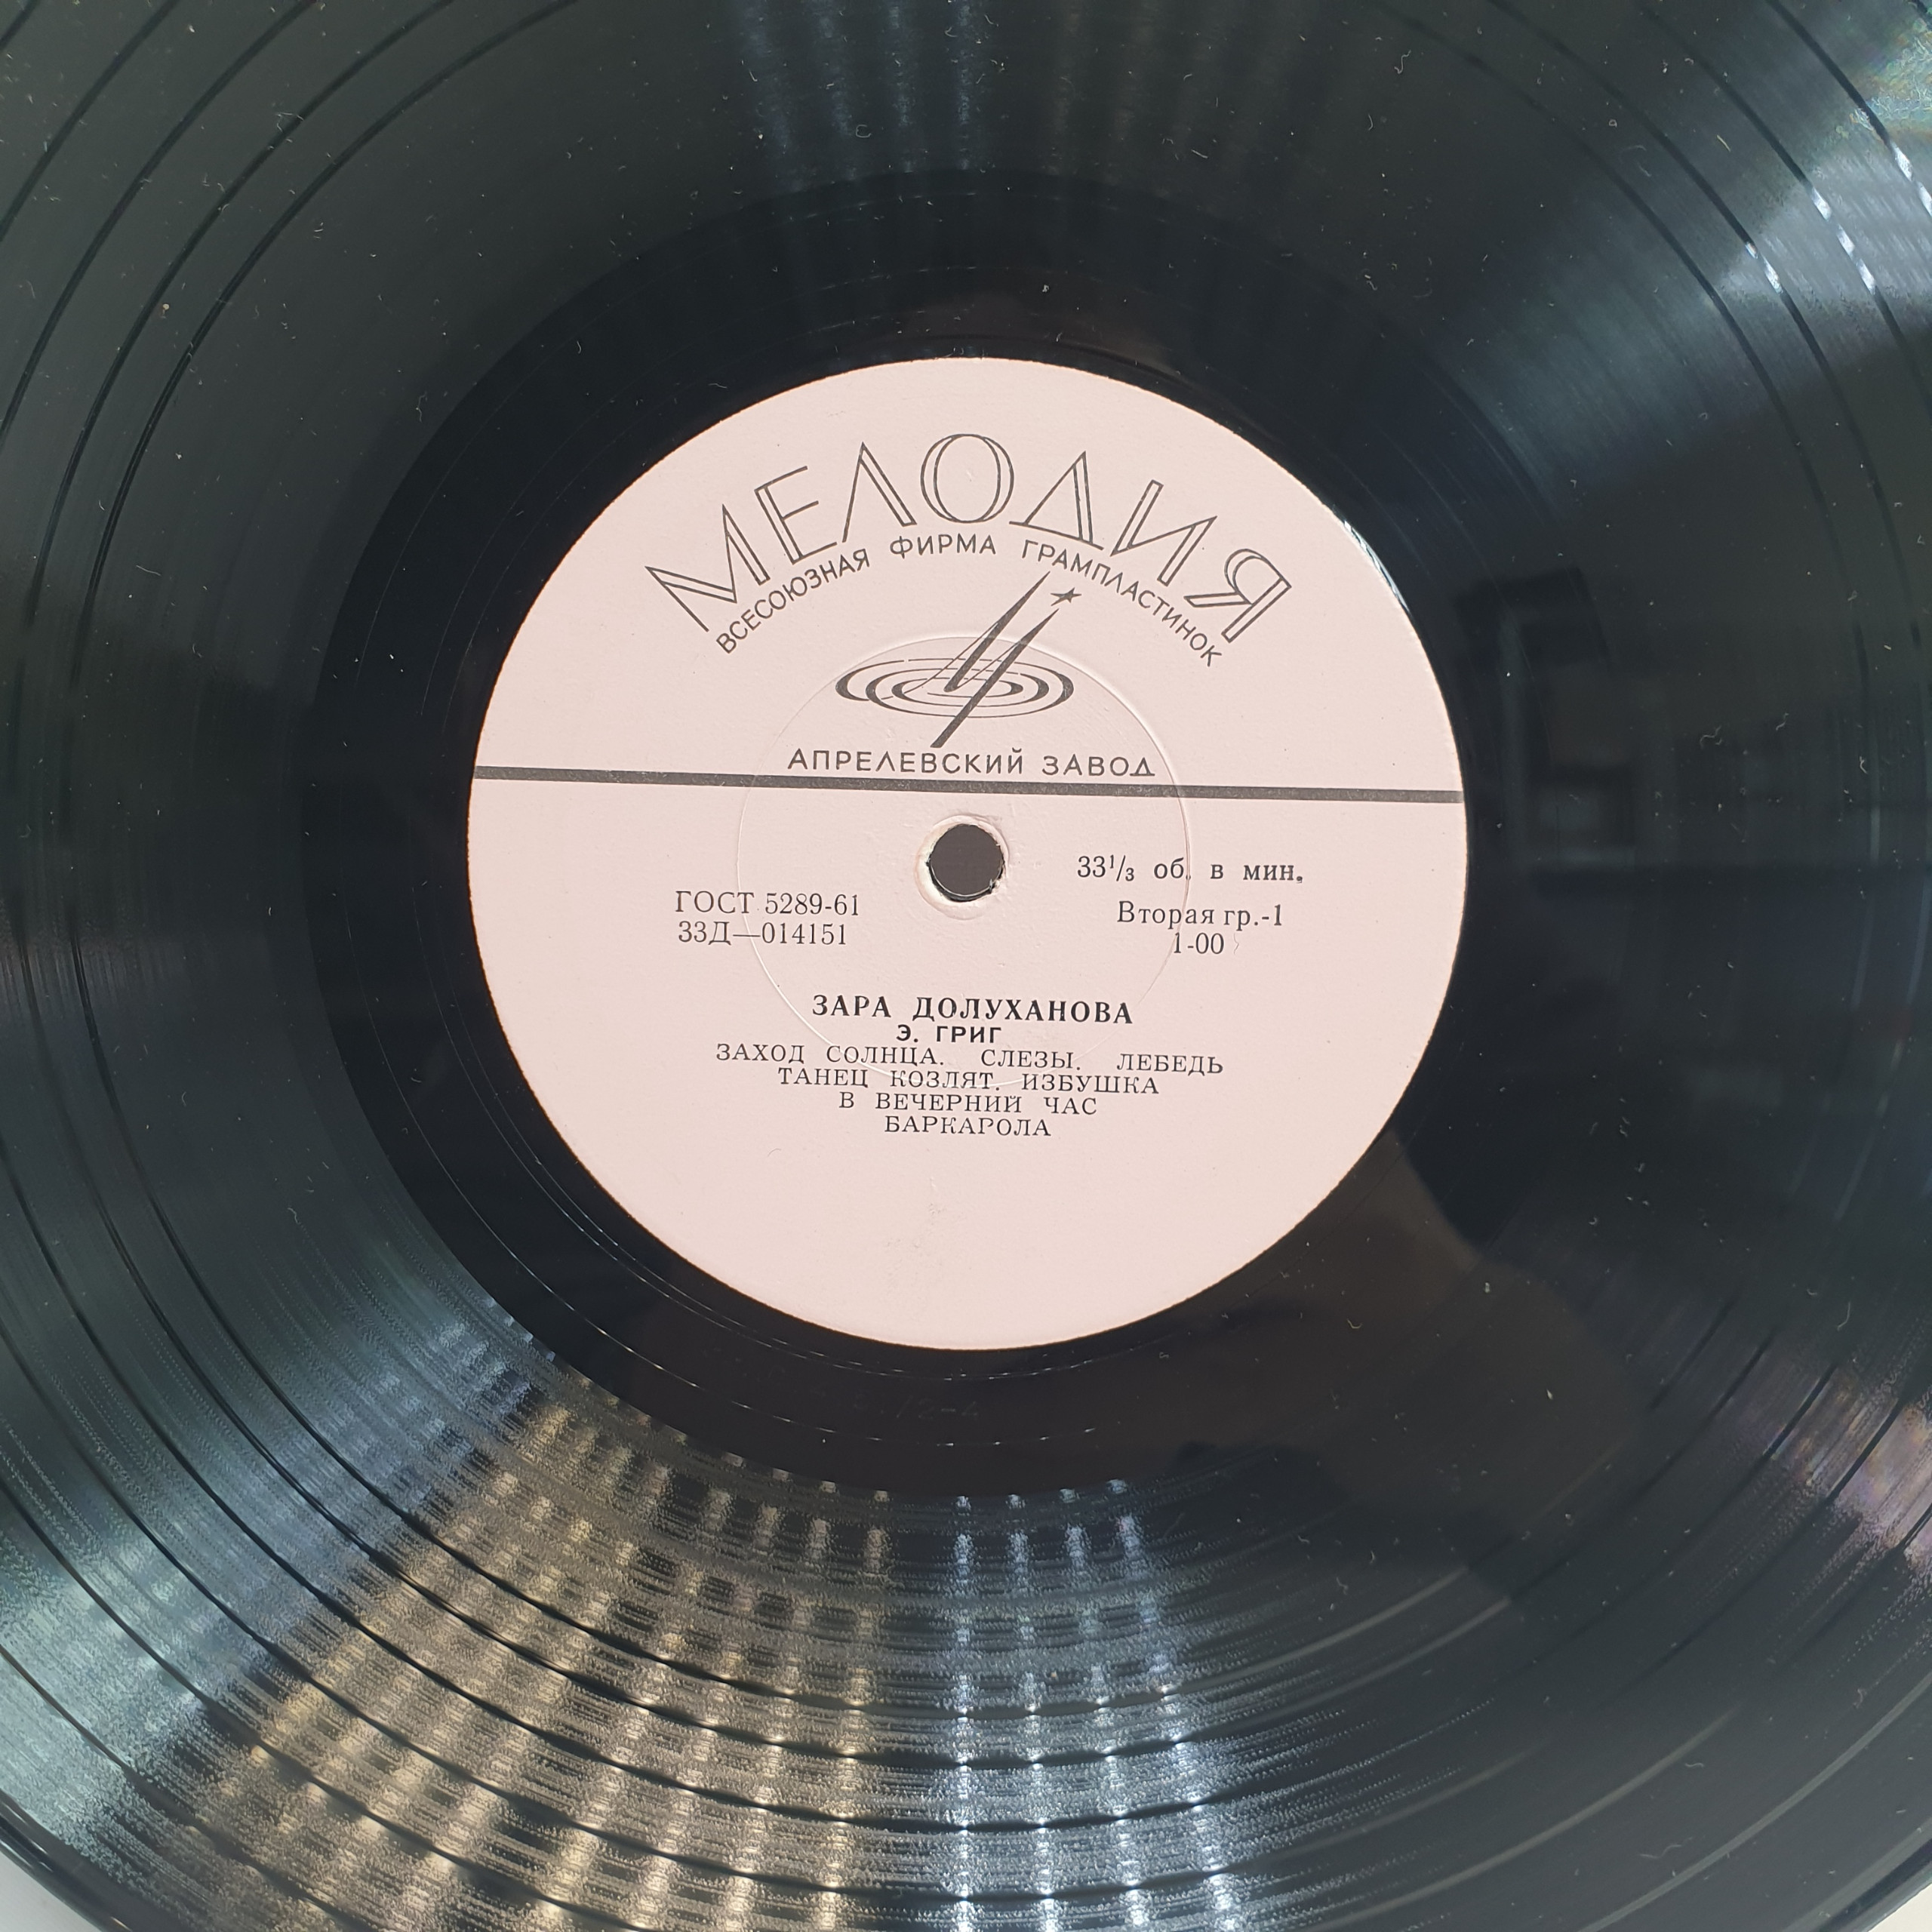 МЕЛОДИЯ
ВСЕСОЮЗНАЯ ФИРМА ГРАМПЛАСТИНОК
АПРЕЛЕВСКИЙ ЗАВОД
33¹/₃ об. в мин.
ГОСТ 5289-61
Вторая гр.-1
33Д—014151
1-00
ЗАРА ДОЛУХАНОВА
Э. ГРИГ
ЗАХОД СОЛНЦА. СЛЕЗЫ. ЛЕБЕДЬ
ТАНЕЦ КОЗЛЯТ. ИЗБУШКА
В ВЕЧЕРНИЙ ЧАС
БАРКАРОЛА